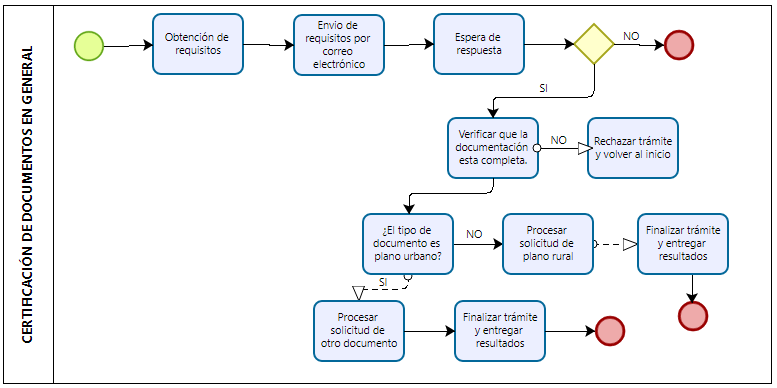 CERTIFICACIÓN DE DOCUMENTOS EN GENERAL
Obtención de
requisitos
Envio de
requisitos por
correo
electrónico
Espera de
respuesta
NO
SI
Verificar que la
documentación
esta completa.
NO
Rechazar trámite
y volver al inicio
¿El tipo de
documento es
plano urbano?
NO
Procesar
solicitud de
plano rural
Finalizar trámite
y entregar
resultados
SI
Procesar
solicitud de
otro documento
Finalizar trámite
y entregar
resultados